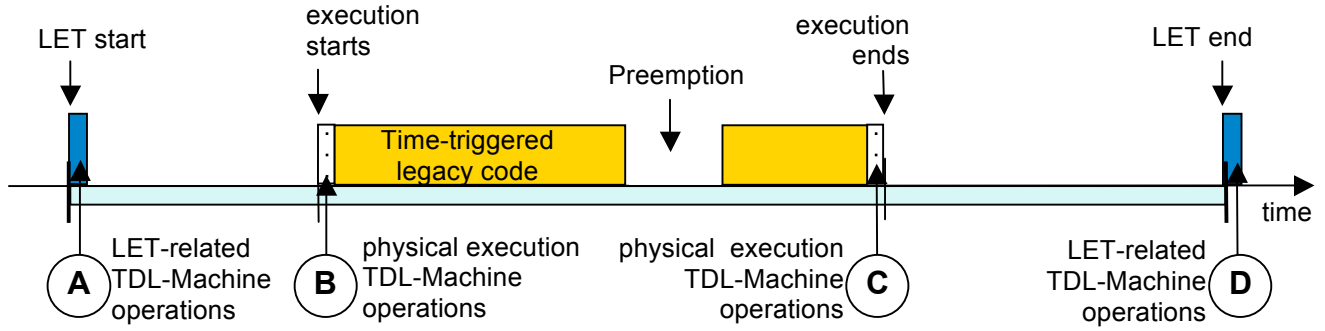 LET start
execution
starts
Preemption
execution
ends
LET end
Time-triggered
legacy code
time
A
LET-related
TDL-Machine
operations
B
physical execution
TDL-Machine
operations
physical execution
TDL-Machine
operations
C
LET-related
TDL-Machine
operations
D